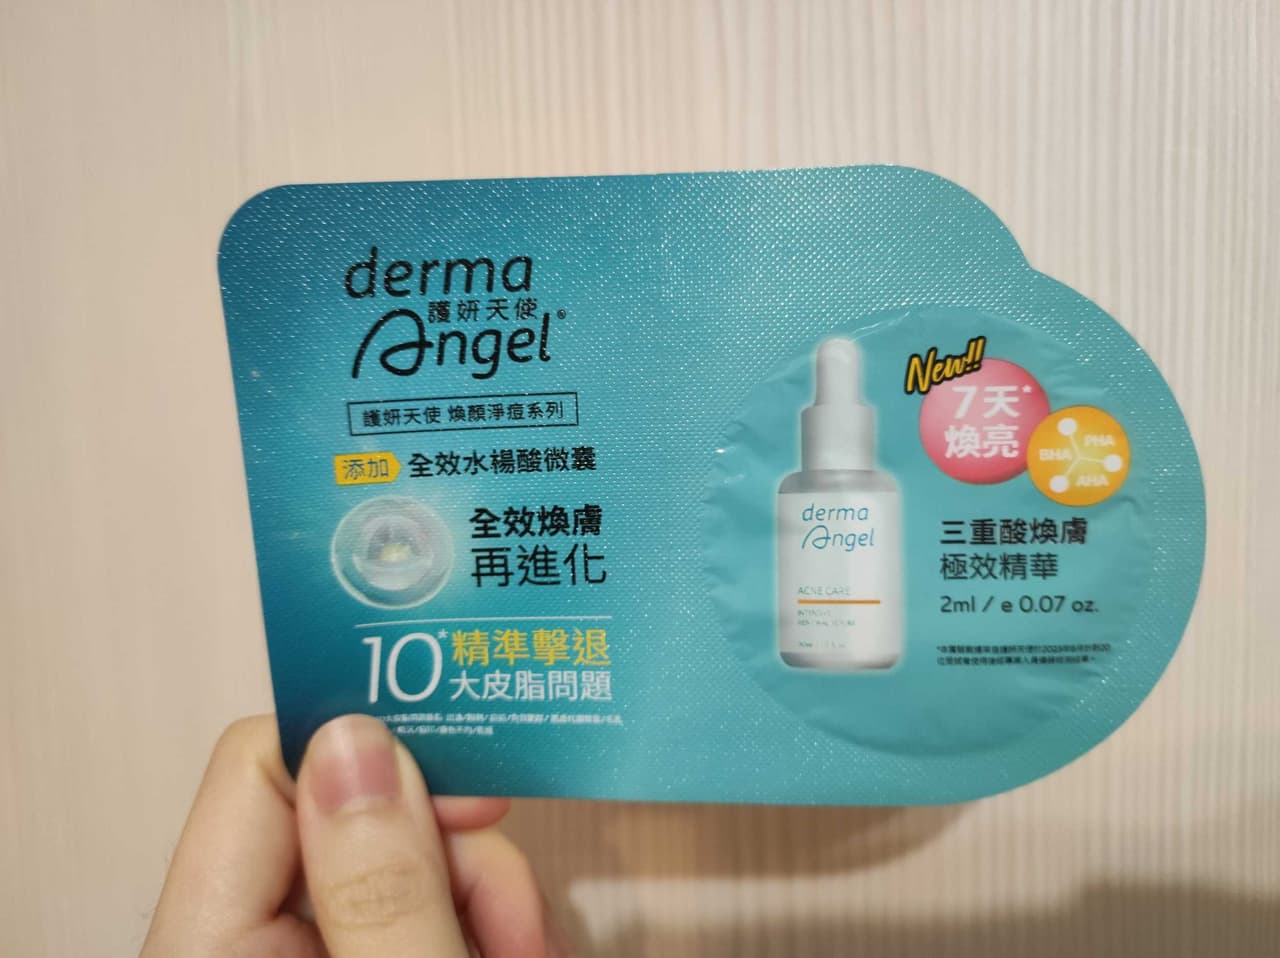 derma
護妍天使
Angel®
護妍天使 煥顏淨痘系列
添加 全效水楊酸微囊
全效煥膚
再進化
10*精準擊退
大皮脂問題
New!!
7天*
煥亮
PHA
BHA
AHA
三重酸煥膚
極效精華
2ml / e 0.07 oz.
derma
Angel
ACNE CARE